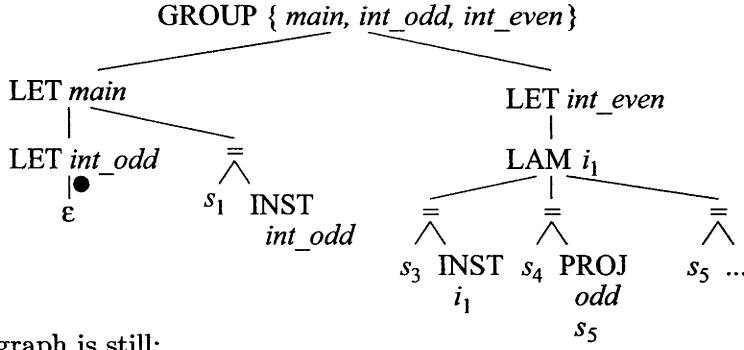 GROUP { main, int_odd, int_even}
LET main
LET int_even
LET int_odd
=
LAM i₁
ε
s₁ INST
int_odd
= = =
s₃ INST s₄ PROJ s₅ ...
i₁ odd
s₅
graph is still: